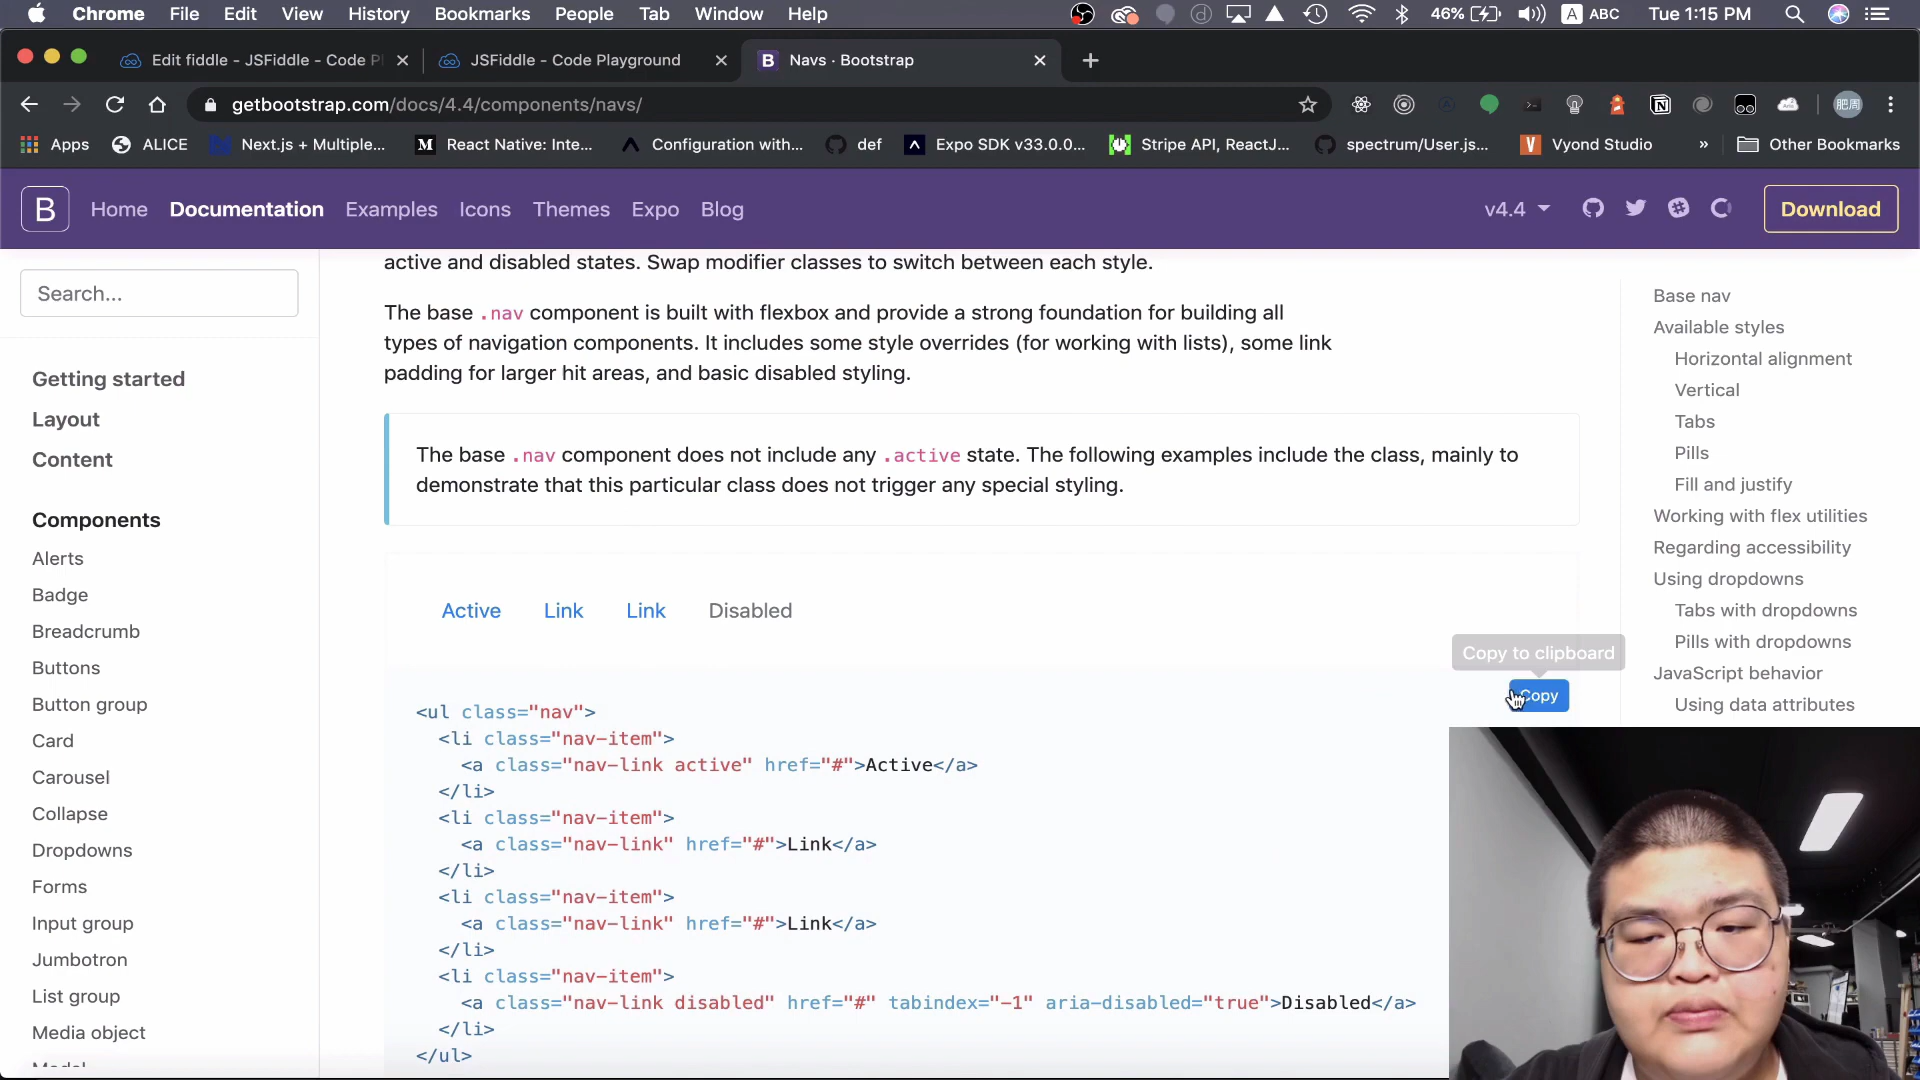 Chrome File Edit View History Bookmarks People Tab Window Help 46% A ABC Tue 1:15 PM
Edit fiddle - JSFiddle - Code Pl JSFiddle - Code Playground B Navs · Bootstrap
getbootstrap.com/docs/4.4/components/navs/ 肥周
Apps ALICE Next.js + Multiple... M React Native: Inte... Configuration with... def Expo SDK v33.0.0... Stripe API, ReactJ... spectrum/User.js... V Vyond Studio » Other Bookmarks
B Home Documentation Examples Icons Themes Expo Blog v4.4 Download
Search...
Getting started
Layout
Content
Components
Alerts
Badge
Breadcrumb
Buttons
Button group
Card
Carousel
Collapse
Dropdowns
Forms
Input group
Jumbotron
List group
Media object
active and disabled states. Swap modifier classes to switch between each style.
The base .nav component is built with flexbox and provide a strong foundation for building all
types of navigation components. It includes some style overrides (for working with lists), some link
padding for larger hit areas, and basic disabled styling.
The base .nav component does not include any .active state. The following examples include the class, mainly to
demonstrate that this particular class does not trigger any special styling.
Active Link Link Disabled
Copy to clipboard
Copy
<ul class="nav">
<li class="nav-item">
<a class="nav-link active" href="#">Active</a>
</li>
<li class="nav-item">
<a class="nav-link" href="#">Link</a>
</li>
<li class="nav-item">
<a class="nav-link" href="#">Link</a>
</li>
<li class="nav-item">
<a class="nav-link disabled" href="#" tabindex="-1" aria-disabled="true">Disabled</a>
</li>
</ul>
Base nav
Available styles
Horizontal alignment
Vertical
Tabs
Pills
Fill and justify
Working with flex utilities
Regarding accessibility
Using dropdowns
Tabs with dropdowns
Pills with dropdowns
JavaScript behavior
Using data attributes